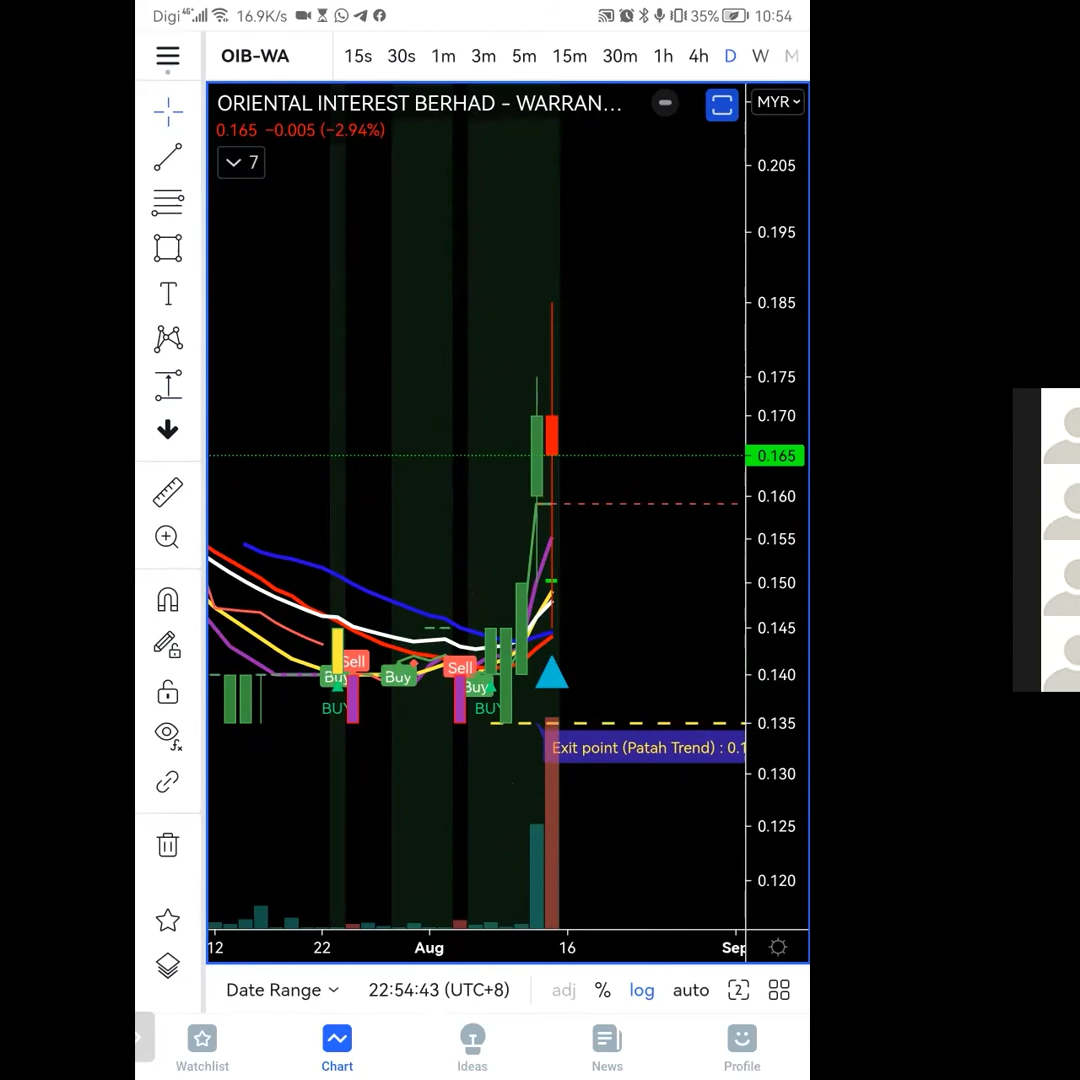 Digi 4G 16.9K/s 35% 10:54
OIB-WA 15s 30s 1m 3m 5m 15m 30m 1h 4h D W M
ORIENTAL INTEREST BERHAD - WARRAN... MYR
0.165 −0.005 (−2.94%)
7
0.205
0.195
0.185
0.175
0.170
0.165
0.160
0.155
0.150
0.145
Sell
Sell
0.140
Buy
Buy
Buy
BUY
BUY
0.135
Exit point (Patah Trend) : 0.1
0.130
0.125
0.120
12 22 Aug 16 Sep
Date Range 22:54:43 (UTC+8) adj % log auto 2
Watchlist Chart Ideas News Profile